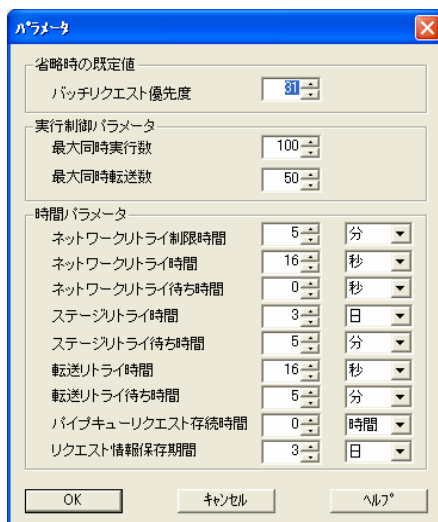 ﾊﾟﾗﾒｰﾀ
省略時の既定値
バッチリクエスト優先度 31
実行制御パラメータ
最大同時実行数 100
最大同時転送数 50
時間パラメータ
ネットワークリトライ制限時間 5 分
ネットワークリトライ時間 16 秒
ネットワークリトライ待ち時間 0 秒
ステージリトライ時間 3 日
ステージリトライ待ち時間 5 分
転送リトライ時間 16 秒
転送リトライ待ち時間 5 分
パイプキューリクエスト存続時間 0 時間
リクエスト情報保存期間 3 日
OK ｷｬﾝｾﾙ ﾍﾙﾌﾟ